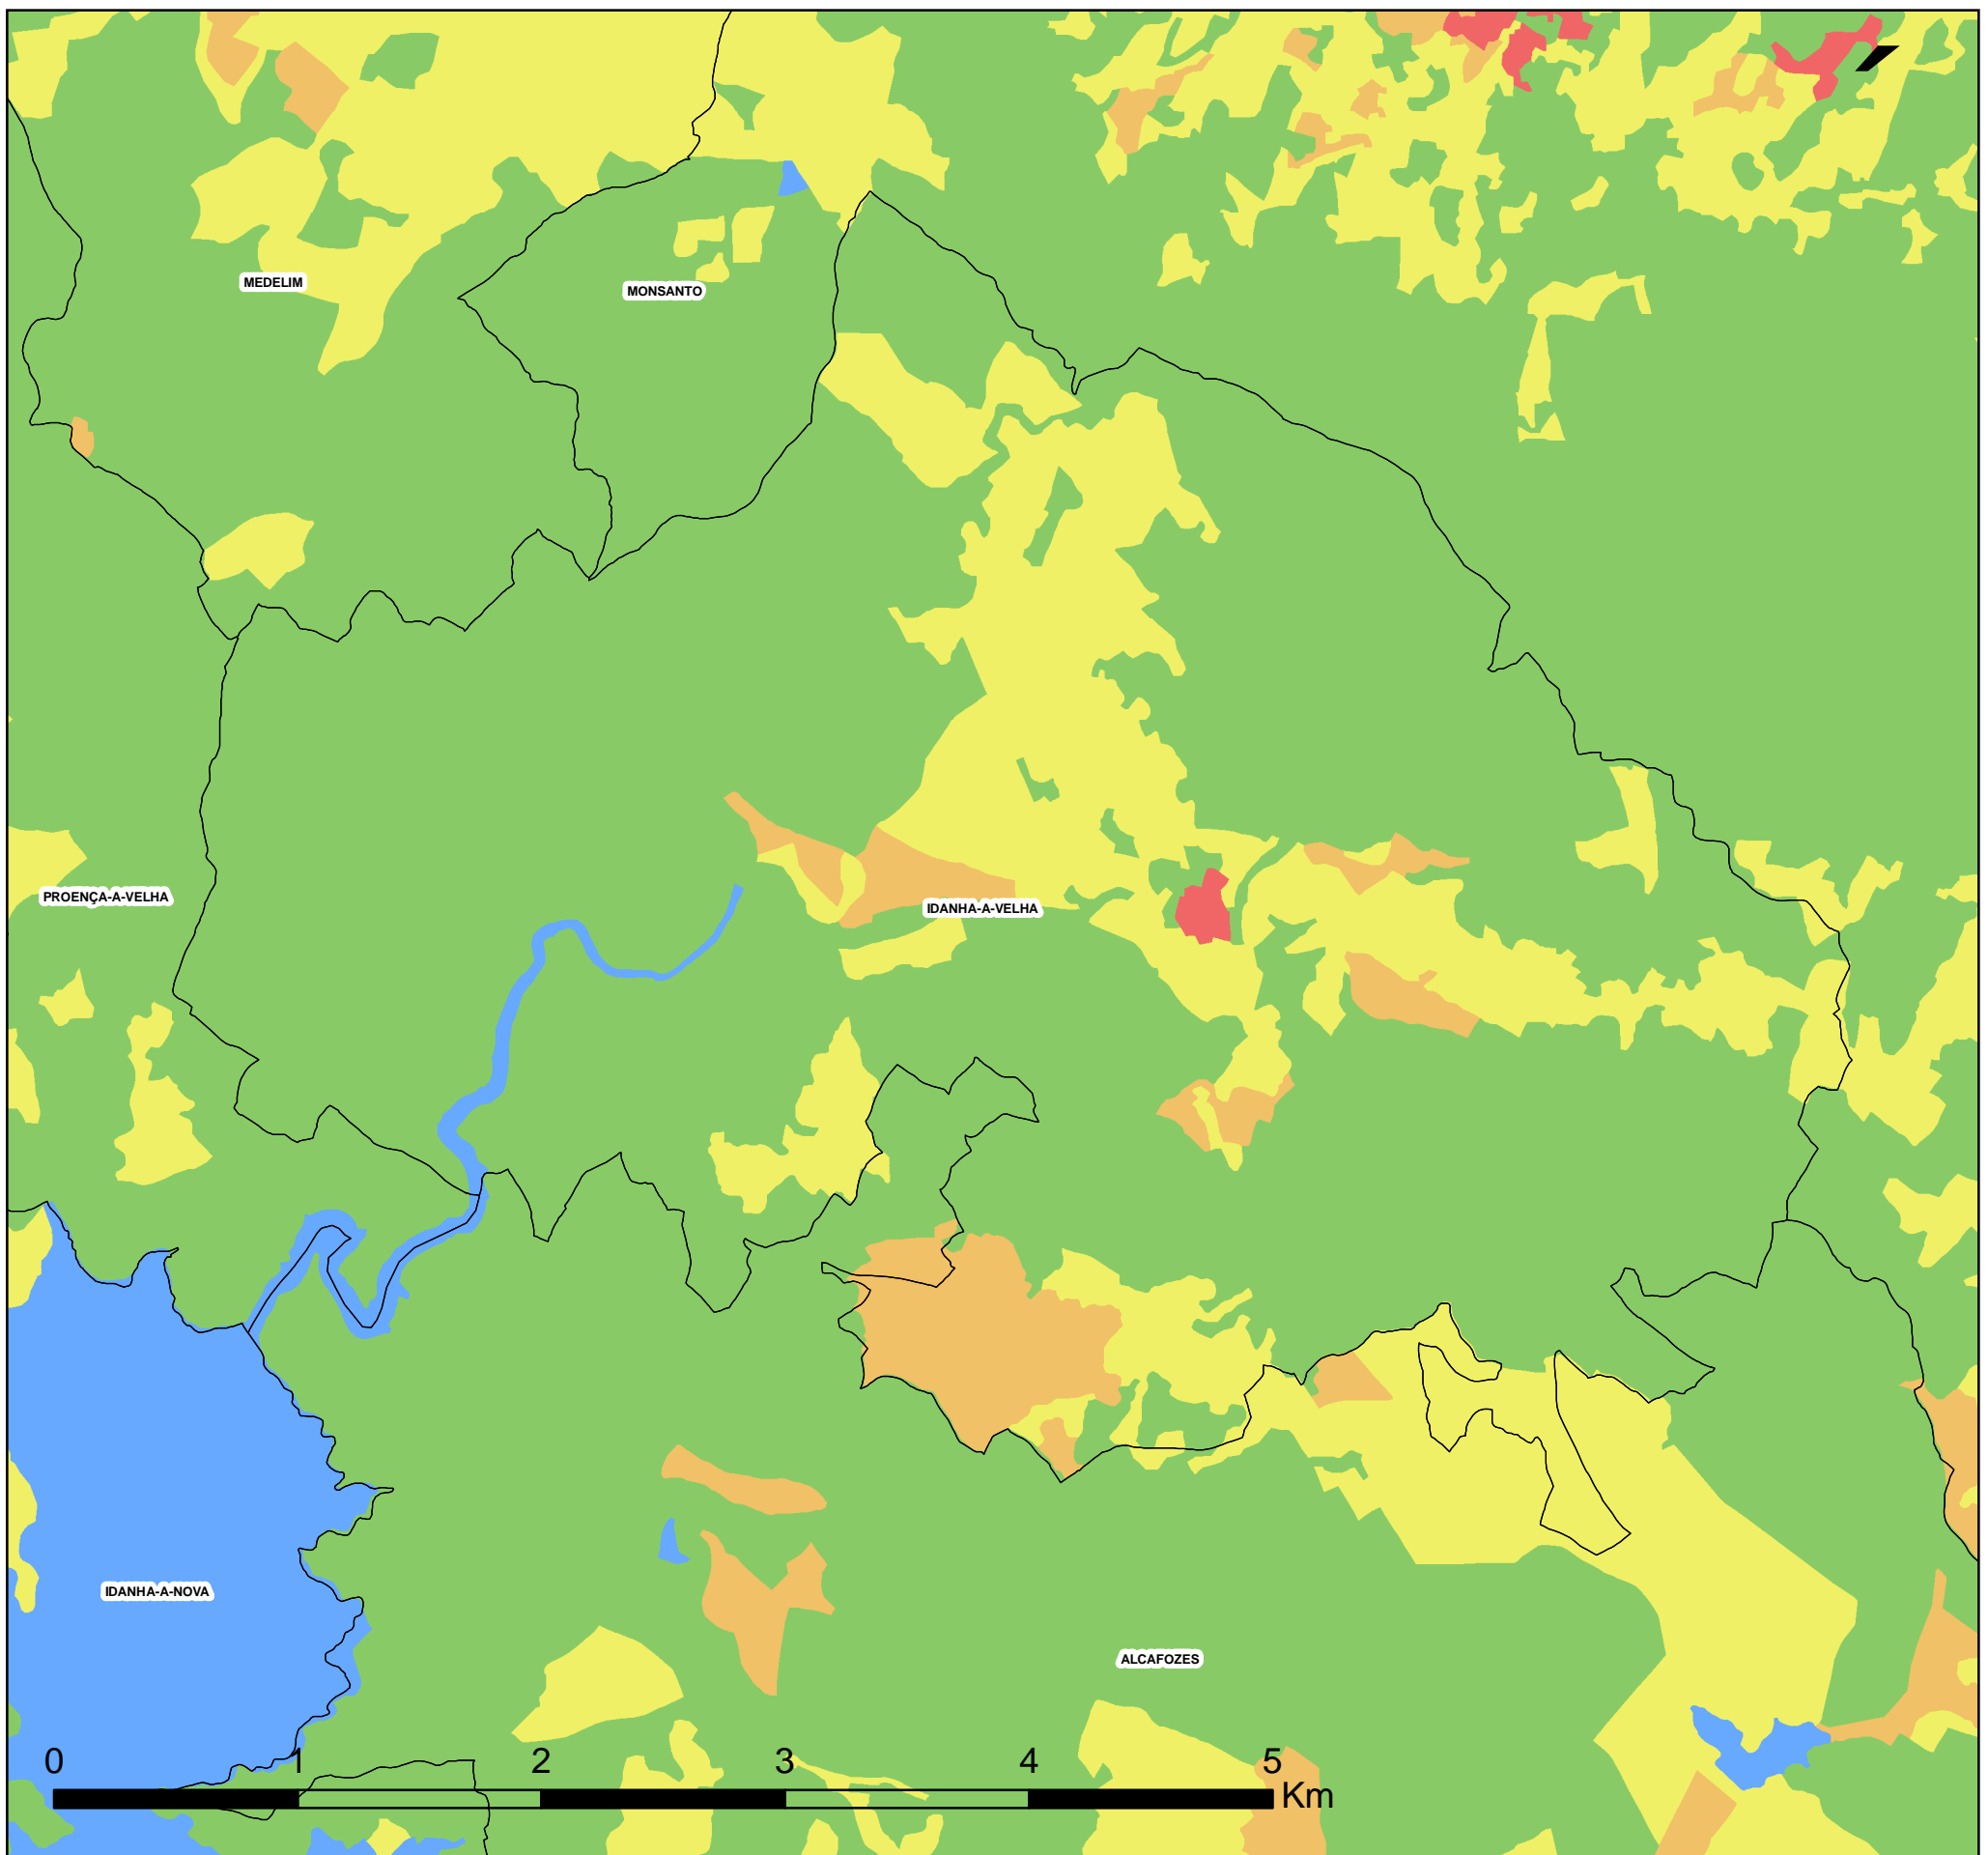 MEDELIM
MONSANTO
PROENÇA-A-VELHA
IDANHA-A-VELHA
IDANHA-A-NOVA
ALCAFOZES
0 1 2 3 4 5
Km